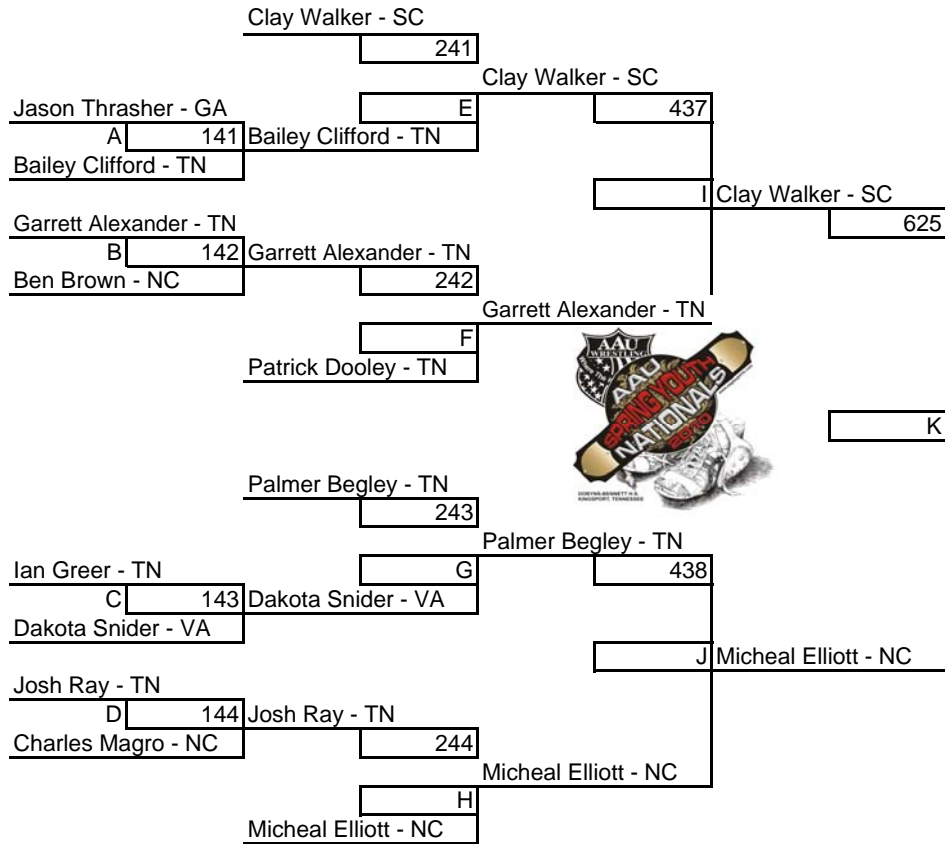 Clay Walker - SC
241
Clay Walker - SC
Jason Thrasher - GA
E
437
A 141 Bailey Clifford - TN
Bailey Clifford - TN
I Clay Walker - SC
Garrett Alexander - TN
625
B 142 Garrett Alexander - TN
Ben Brown - NC
242
Garrett Alexander - TN
F
Patrick Dooley - TN
AAU
WRESTLING
AAU
SPRING YOUTH
NATIONALS
2010
DOBYNS-BENNETT H.S.
KINGSPORT, TENNESSEE
K
Palmer Begley - TN
243
Palmer Begley - TN
Ian Greer - TN
G
438
C 143 Dakota Snider - VA
Dakota Snider - VA
J Micheal Elliott - NC
Josh Ray - TN
D 144 Josh Ray - TN
Charles Magro - NC
244
Micheal Elliott - NC
H
Micheal Elliott - NC